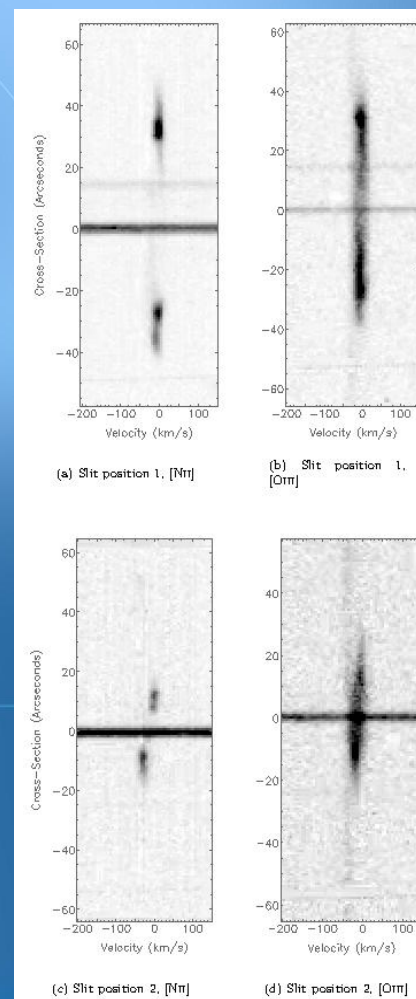 60
40
20
0
−20
−40
Cross−Section (Arcseconds)
−200 −100 0 100
Velocity (km/s)
(a) Slit position 1, [NII]
60
40
20
0
−20
−40
−60
−200 −100 0 100
Velocity (km/s)
(b) Slit position 1,
[OIII]
60
40
20
0
−20
−40
−60
Cross−Section (Arcseconds)
−200 −100 0 100
Velocity (km/s)
(c) Slit position 2, [NII]
60
40
20
0
−20
−40
−60
−200 −100 0 100
Velocity (km/s)
(d) Slit position 2, [OIII]